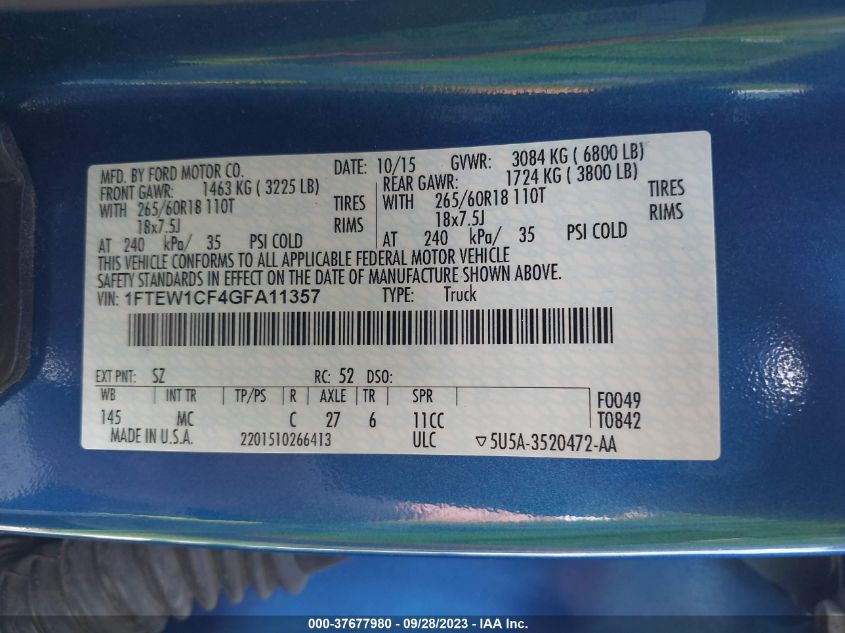 MFD. BY FORD MOTOR CO. DATE: 10/15 GVWR: 3084 KG ( 6800 LB)
FRONT GAWR: 1463 KG ( 3225 LB) REAR GAWR: 1724 KG ( 3800 LB)
WITH 265/60R18 110T TIRES WITH 265/60R18 110T TIRES
18x7.5J RIMS 18x7.5J RIMS
AT 240 kPa/ 35 PSI COLD AT 240 kPa/ 35 PSI COLD
THIS VEHICLE CONFORMS TO ALL APPLICABLE FEDERAL MOTOR VEHICLE
SAFETY STANDARDS IN EFFECT ON THE DATE OF MANUFACTURE SHOWN ABOVE.
VIN: 1FTEW1CF4GFA11357 TYPE: Truck
EXT PNT: SZ RC: 52 DSO:
WB INT TR TP/PS R AXLE TR SPR F0049
145 MC C 27 6 11CC T0842
MADE IN U.S.A. 2201510266413 ULC ▽5U5A-3520472-AA
000-37677980 / 09/28/2023 - IAA Inc.